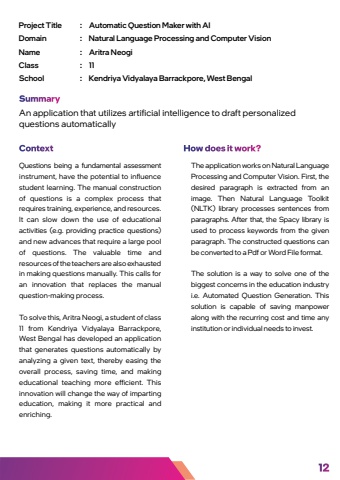 Project Title : Automatic Question Maker with AI
Domain : Natural Language Processing and Computer Vision
Name : Aritra Neogi
Class : 11
School : Kendriya Vidyalaya Barrackpore, West Bengal
Summary
An application that utilizes artificial intelligence to draft personalized
questions automatically
Context
Questions being a fundamental assessment
instrument, have the potential to influence
student learning. The manual construction
of questions is a complex process that
requires training, experience, and resources.
It can slow down the use of educational
activities (e.g. providing practice questions)
and new advances that require a large pool
of questions. The valuable time and
resources of the teachers are also exhausted
in making questions manually. This calls for
an innovation that replaces the manual
question-making process.
To solve this, Aritra Neogi, a student of class
11 from Kendriya Vidyalaya Barrackpore,
West Bengal has developed an application
that generates questions automatically by
analyzing a given text, thereby easing the
overall process, saving time, and making
educational teaching more efficient. This
innovation will change the way of imparting
education, making it more practical and
enriching.
How does it work?
The application works on Natural Language
Processing and Computer Vision. First, the
desired paragraph is extracted from an
image. Then Natural Language Toolkit
(NLTK) library processes sentences from
paragraphs. After that, the Spacy library is
used to process keywords from the given
paragraph. The constructed questions can
be converted to a Pdf or Word File format.
The solution is a way to solve one of the
biggest concerns in the education industry
i.e. Automated Question Generation. This
solution is capable of saving manpower
along with the recurring cost and time any
institution or individual needs to invest.
12